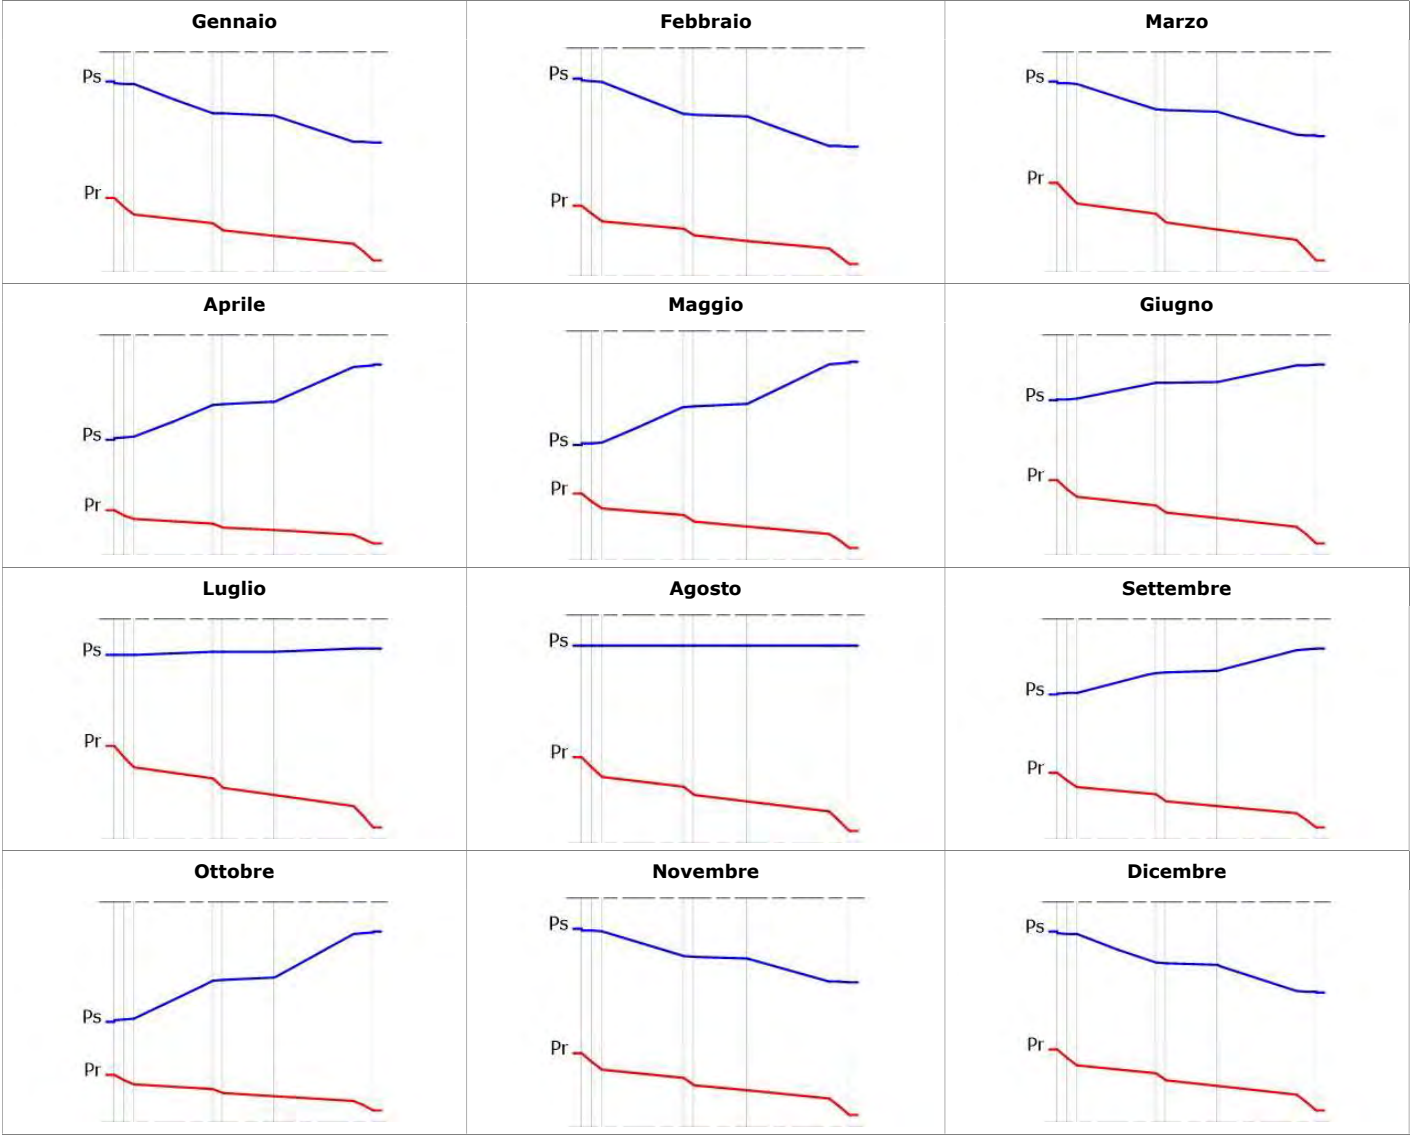 Gennaio Febbraio Marzo
Ps Ps Ps
Pr Pr Pr
Aprile Maggio Giugno
Ps Ps Ps
Pr Pr Pr
Luglio Agosto Settembre
Ps Ps Ps
Pr Pr Pr
Ottobre Novembre Dicembre
Ps Ps Ps
Pr Pr Pr